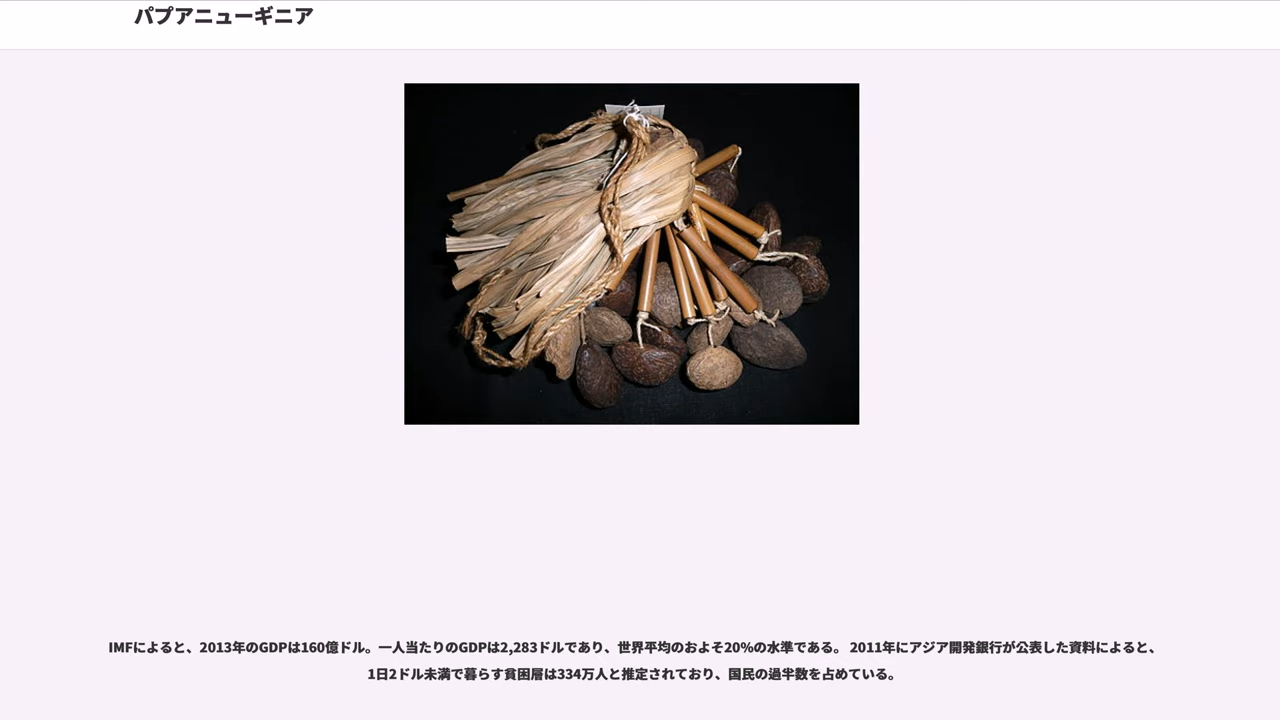 パプアニューギニア
IMFによると、2013年のGDPは160億ドル。一人当たりのGDPは2,283ドルであり、世界平均のおよそ20%の水準である。 2011年にアジア開発銀行が公表した資料によると、
1日2ドル未満で暮らす貧困層は334万人と推定されており、国民の過半数を占めている。